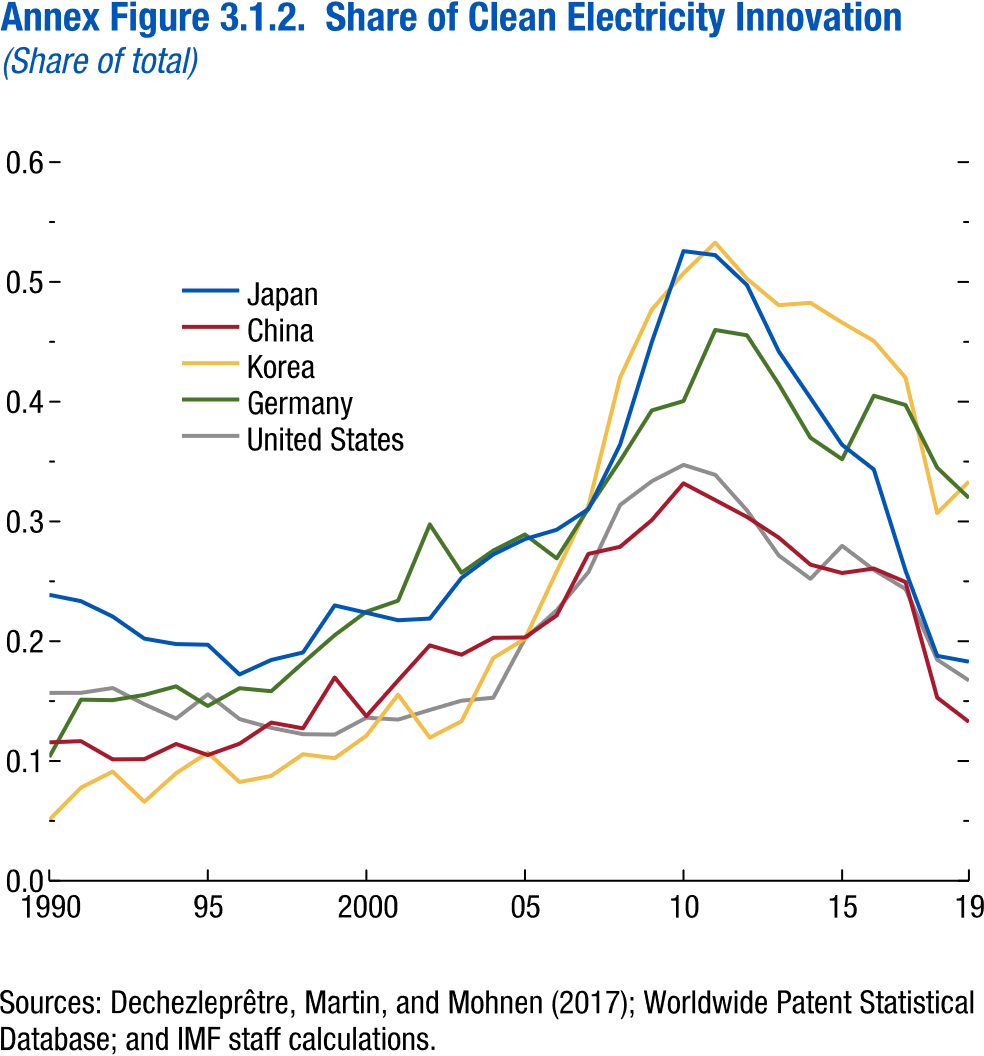 Annex Figure 3.1.2. Share of Clean Electricity Innovation
(Share of total)
0.6
0.5
0.4
0.3
0.2
0.1
0.0
Japan
China
Korea
Germany
United States
1990 95 2000 05 10 15 19
Sources: Dechezleprêtre, Martin, and Mohnen (2017); Worldwide Patent Statistical
Database; and IMF staff calculations.